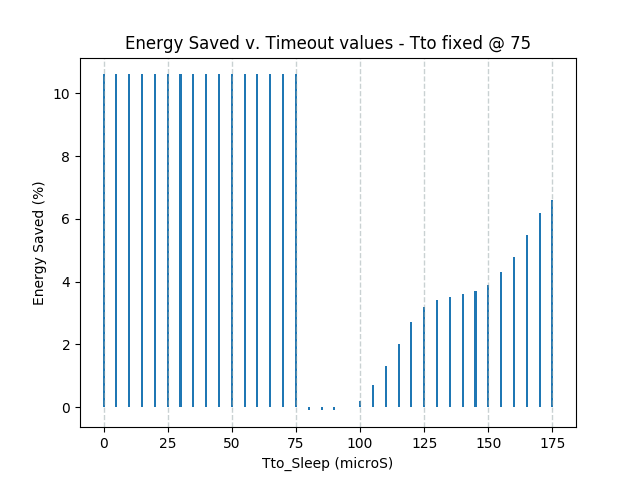 Energy Saved v. Timeout values - Tto fixed @ 75
10
8
6
4
2
0
Energy Saved (%)
0 25 50 75 100 125 150 175
Tto_Sleep (microS)